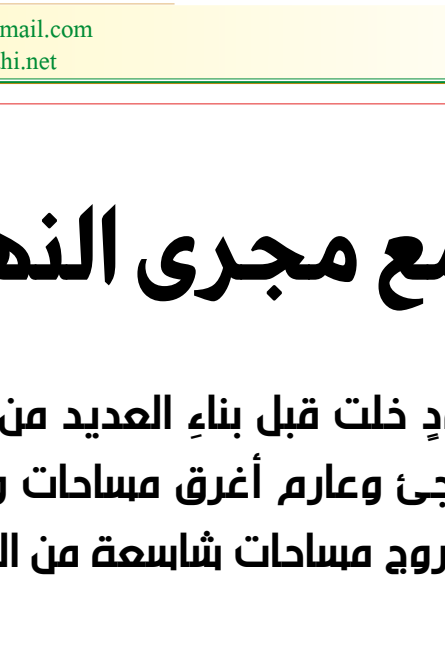 mail.com
hi.net
مع مجرى النه
دٍ خلت قبل بناءِ العديد من
جئ وعارم أغرق مساحات و
روج مساحات شاسعة من ال